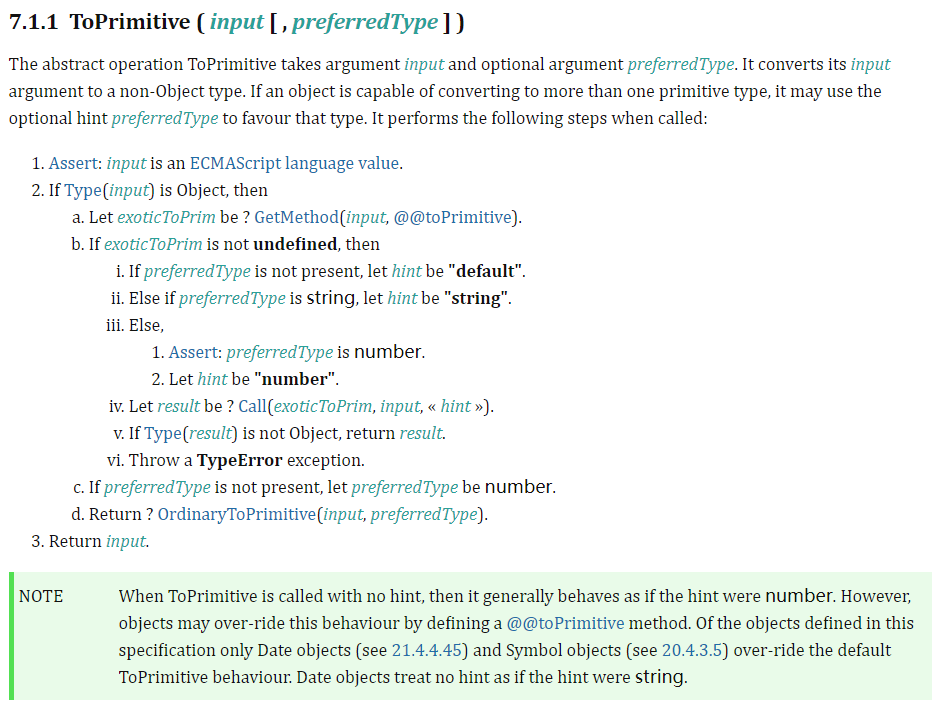 7.1.1 ToPrimitive ( input [ , preferredType ] )
The abstract operation ToPrimitive takes argument input and optional argument preferredType. It converts its input
argument to a non-Object type. If an object is capable of converting to more than one primitive type, it may use the
optional hint preferredType to favour that type. It performs the following steps when called:
1. Assert: input is an ECMAScript language value.
2. If Type(input) is Object, then
a. Let exoticToPrim be ? GetMethod(input, @@toPrimitive).
b. If exoticToPrim is not undefined, then
i. If preferredType is not present, let hint be "default".
ii. Else if preferredType is string, let hint be "string".
iii. Else,
1. Assert: preferredType is number.
2. Let hint be "number".
iv. Let result be ? Call(exoticToPrim, input, « hint »).
v. If Type(result) is not Object, return result.
vi. Throw a TypeError exception.
c. If preferredType is not present, let preferredType be number.
d. Return ? OrdinaryToPrimitive(input, preferredType).
3. Return input.
NOTE When ToPrimitive is called with no hint, then it generally behaves as if the hint were number. However,
objects may over-ride this behaviour by defining a @@toPrimitive method. Of the objects defined in this
specification only Date objects (see 21.4.4.45) and Symbol objects (see 20.4.3.5) over-ride the default
ToPrimitive behaviour. Date objects treat no hint as if the hint were string.